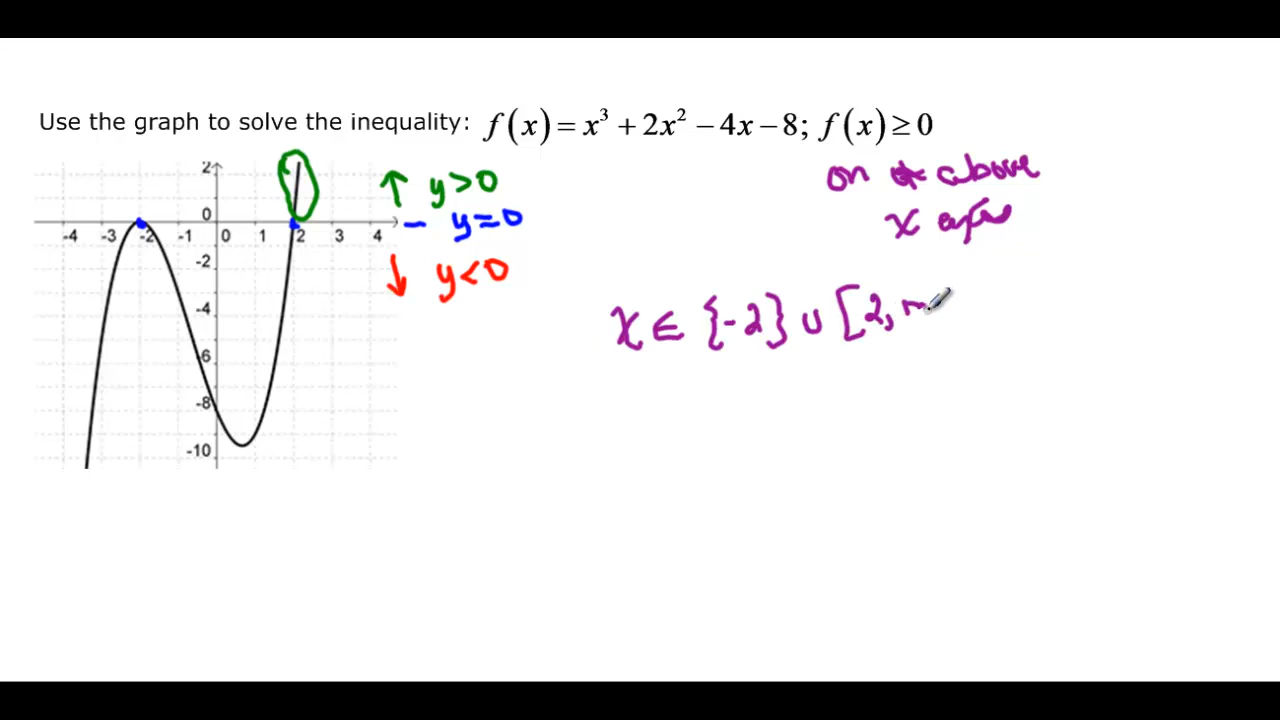 Use the graph to solve the inequality: f(x) = x³ + 2x² − 4x − 8; f(x) ≥ 0
on or above
x axis
↑ y > 0
− y = 0
↓ y < 0
x ∈ {-2} ∪ [2,
2
0
-4 -3 -2 -1 0 1 2 3 4
-2
-4
-6
-8
-10